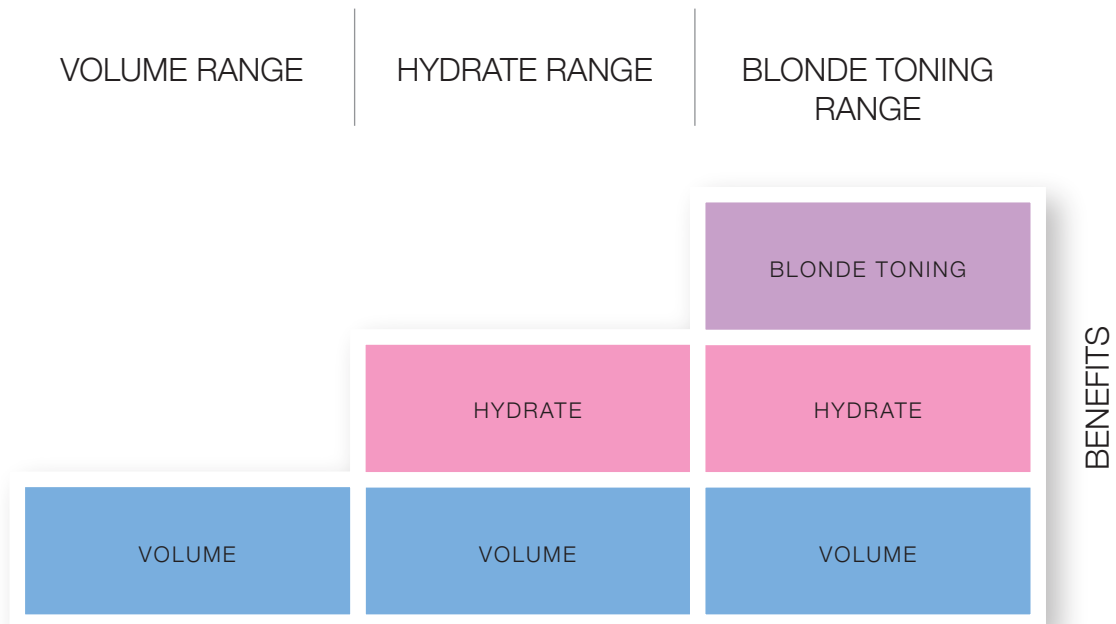 VOLUME RANGE
HYDRATE RANGE
BLONDE TONING
RANGE
BLONDE TONING
HYDRATE
HYDRATE
VOLUME
VOLUME
VOLUME
BENEFITS